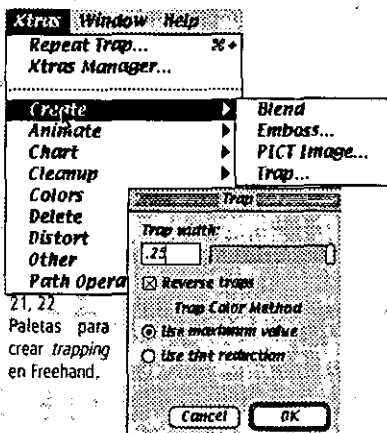 Xtras Window Help
Repeat Trap... ⌘+
Xtras Manager...
Create
Animate
Chart
Cleanup
Colors
Delete
Distort
Other
Path Opera
Blend
Emboss...
PICT Image...
Trap...
Trap
Trap width:
.25
Reverse traps
Trap Color Method
Use maximum value
Use tint reduction
Cancel OK
21, 22
Paletas para
crear trapping
en Freehand.